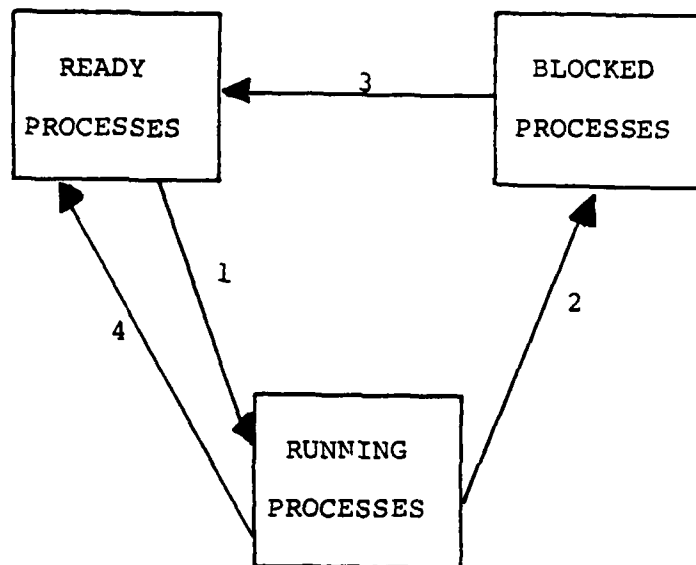 READY
PROCESSES
BLOCKED
PROCESSES
3
1
4
2
RUNNING
PROCESSES